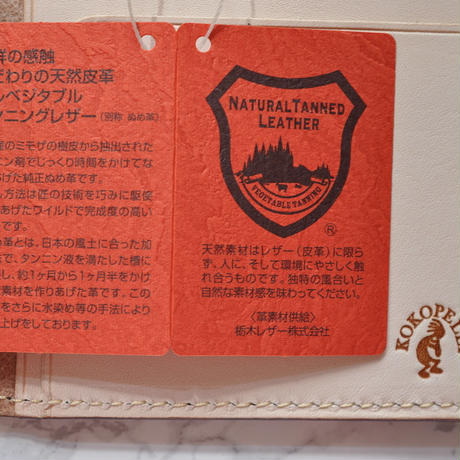 の感触
わりの天然皮革
ベジタブル
ニングレザー(別称 ぬめ革)
のミモザの樹皮から抽出された
ン剤でじっくり時間をかけてな
げた純正ぬめ革です。
方法は匠の技術を巧みに駆使
あげたワイルドで完成度の高い
です。
革とは、日本の風土に合った加
で、タンニン液を満たした槽に
し、約1ヶ月から1ヶ月半をかけ
素材を作りあげた革です。この
をさらに水染め等の手法により
上げをしております。
NATURAL TANNED
LEATHER
VEGETABLE TANNING
®
天然素材はレザー(皮革)に限ら
ず、人に、そして環境にやさしく触
れ合うものです。独特の風合いと
自然な素材感を味わってください。
〈革素材供給〉
栃木レザー株式会社
KOKOPELL